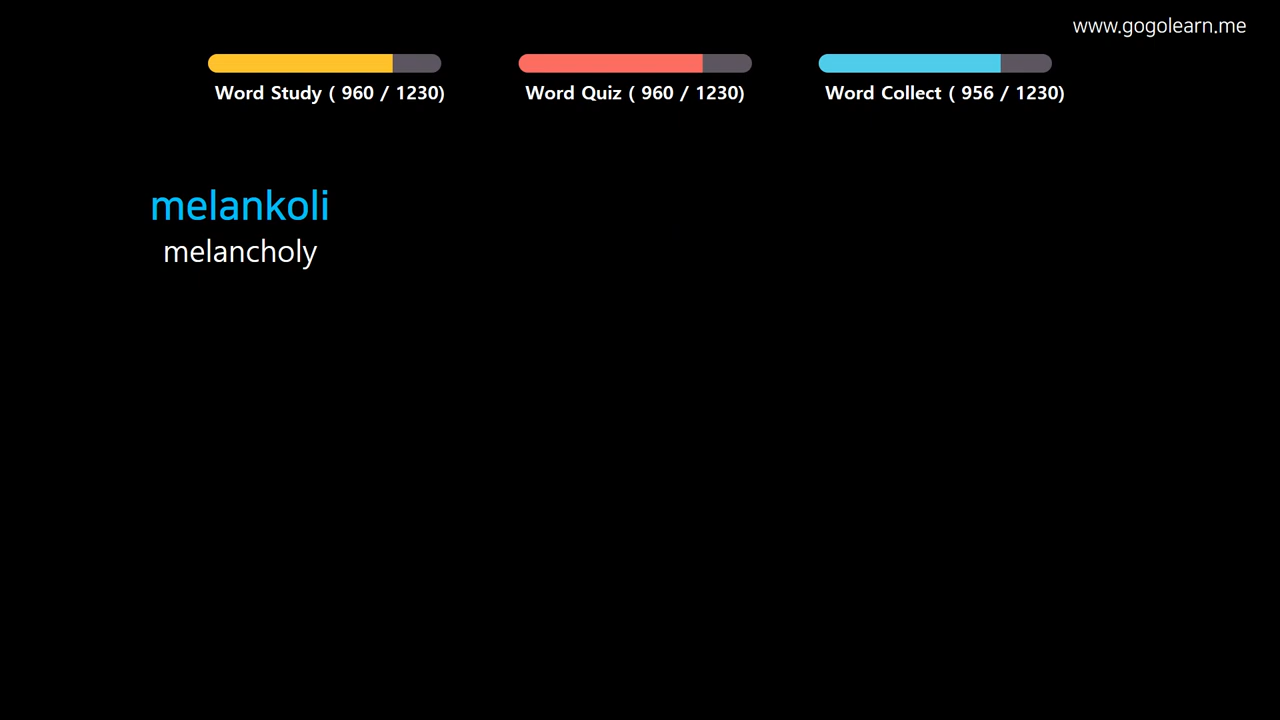 www.gogolearn.me
Word Study ( 960 / 1230)
Word Quiz ( 960 / 1230)
Word Collect ( 956 / 1230)
melankoli
melancholy